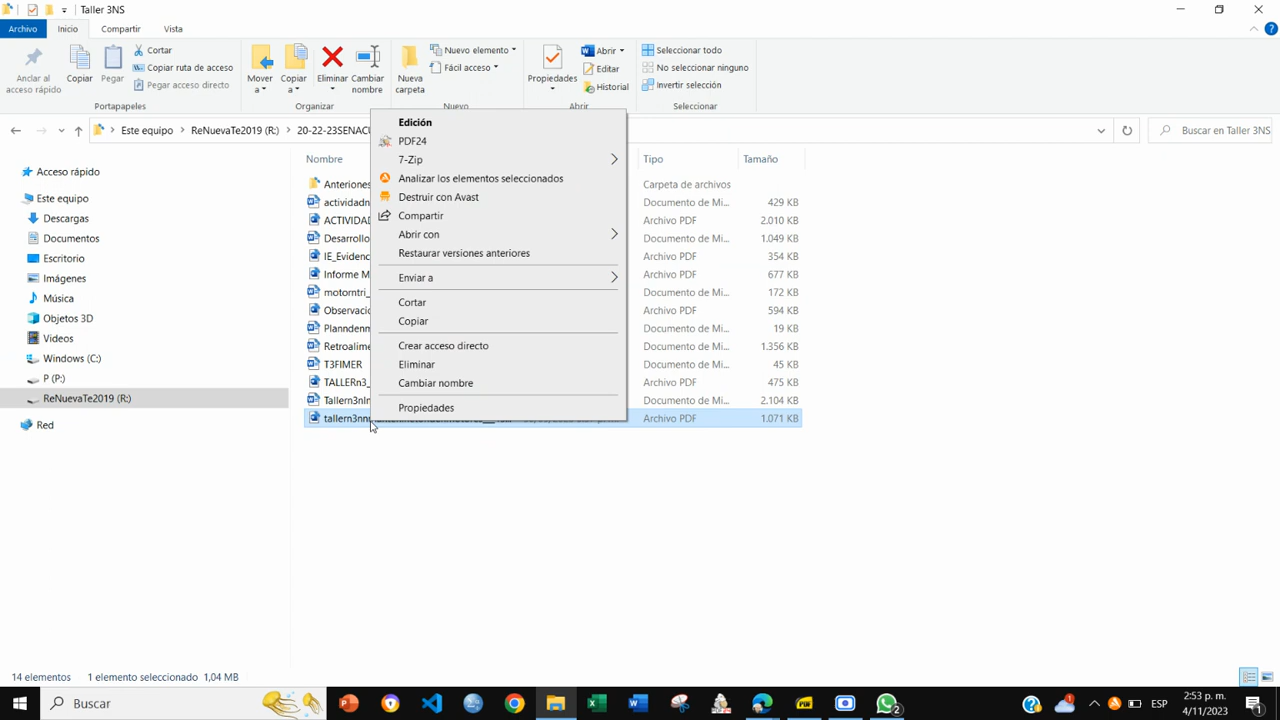 Taller 3NS
Archivo
Inicio
Compartir
Vista
Anclar al
acceso rápido
Copiar
Pegar
Cortar
Copiar ruta de acceso
Pegar acceso directo
Portapapeles
Mover
a
Copiar
a
Eliminar
Cambiar
nombre
Organizar
Nueva
carpeta
Nuevo elemento
Fácil acceso
Nuevo
Propiedades
Abrir
Editar
Historial
Abrir
Seleccionar todo
No seleccionar ninguno
Invertir selección
Seleccionar
Este equipo
ReNuevaTe2019 (R:)
20-22-23SENACU
Buscar en Taller 3NS
Acceso rápido
Este equipo
Descargas
Documentos
Escritorio
Imágenes
Música
Objetos 3D
Videos
Windows (C:)
P (P:)
ReNuevaTe2019 (R:)
Red
Nombre Tipo Tamaño
Anteriores Carpeta de archivos
actividadn Documento de Mi... 429 KB
ACTIVIDAD Archivo PDF 2.010 KB
Desarrollo Documento de Mi... 1.049 KB
IE_Evidenc Archivo PDF 354 KB
Informe M Archivo PDF 677 KB
motorntri_ Documento de Mi... 172 KB
Observacio Archivo PDF 594 KB
Planndenm Documento de Mi... 19 KB
Retroalime Documento de Mi... 1.356 KB
T3FIMER Documento de Mi... 45 KB
TALLERn3_ Archivo PDF 475 KB
Tallern3nIn Documento de Mi... 2.104 KB
Archivo PDF 1.071 KB
Edición
PDF24
7-Zip
Analizar los elementos seleccionados
Destruir con Avast
Compartir
Abrir con
Restaurar versiones anteriores
Enviar a
Cortar
Copiar
Crear acceso directo
Eliminar
Cambiar nombre
Propiedades
14 elementos 1 elemento seleccionado 1,04 MB
Buscar
2
1
ESP
2:53 p. m.
4/11/2023
1